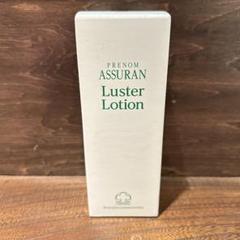 PRENOM
ASSURAN
Luster
Lotion